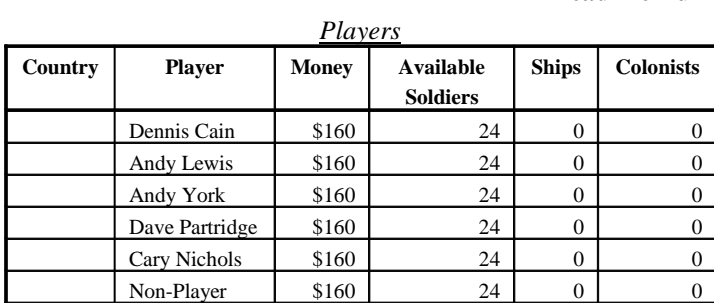 Players
Country Player Money Available Soldiers Ships Colonists
Dennis Cain $160 24 0 0
Andy Lewis $160 24 0 0
Andy York $160 24 0 0
Dave Partridge $160 24 0 0
Cary Nichols $160 24 0 0
Non-Player $160 24 0 0